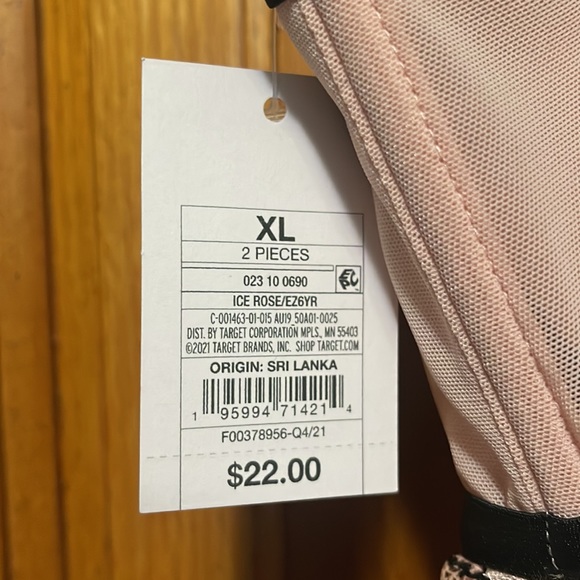 XL
2 PIECES
023 10 0690
ICE ROSE/EZ6YR
C-001463-01-015 AU19 50A01-0025
DIST. BY TARGET CORPORATION MPLS., MN 55403
©2021 TARGET BRANDS, INC. SHOP TARGET.COM
ORIGIN: SRI LANKA
1 95994 71421 4
F00378956-Q4/21
$22.00